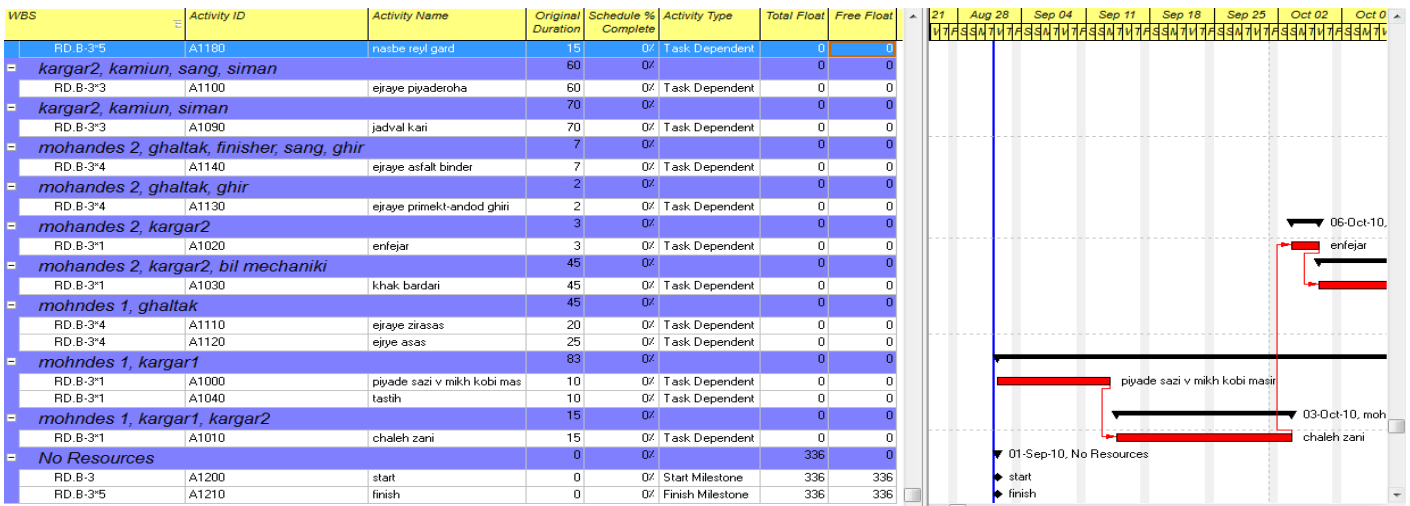 WBS Activity ID Activity Name Original Duration Schedule % Complete Activity Type Total Float Free Float 21 Aug 28 Sep 04 Sep 11 Sep 18 Sep 25 Oct 02 Oct 0
RD.B-3*5 A1180 nasbe reyl gard 15 0% Task Dependent 0 0
kargar2, kamiun, sang, siman 60 0% 0 0
RD.B-3*3 A1100 ejraye piyaderoha 60 0% Task Dependent 0 0
kargar2, kamiun, siman 70 0% 0 0
RD.B-3*3 A1090 jadval kari 70 0% Task Dependent 0 0
mohandes 2, ghaltak, finisher, sang, ghir 7 0% 0 0
RD.B-3*4 A1140 ejraye asfalt binder 7 0% Task Dependent 0 0
mohandes 2, ghaltak, ghir 2 0% 0 0
RD.B-3*4 A1130 ejraye primekt-andod ghiri 2 0% Task Dependent 0 0
mohandes 2, kargar2 3 0% 0 0 06-Oct-10,
RD.B-3*1 A1020 enfejar 3 0% Task Dependent 0 0 enfejar
mohandes 2, kargar2, bil mechaniki 45 0% 0 0
RD.B-3*1 A1030 khak bardari 45 0% Task Dependent 0 0
mohndes 1, ghaltak 45 0% 0 0
RD.B-3*4 A1110 ejraye zirasas 20 0% Task Dependent 0 0
RD.B-3*4 A1120 ejrye asas 25 0% Task Dependent 0 0
mohndes 1, kargar1 83 0% 0 0
RD.B-3*1 A1000 piyade sazi v mikh kobi mas 10 0% Task Dependent 0 0 piyade sazi v mikh kobi masir
RD.B-3*1 A1040 tastih 10 0% Task Dependent 0 0
mohndes 1, kargar1, kargar2 15 0% 0 0 03-Oct-10, moh
RD.B-3*1 A1010 chaleh zani 15 0% Task Dependent 0 0 chaleh zani
No Resources 0 0% 336 0 01-Sep-10, No Resources
RD.B-3 A1200 start 0 0% Start Milestone 336 336 start
RD.B-3*5 A1210 finish 0 0% Finish Milestone 336 336 finish